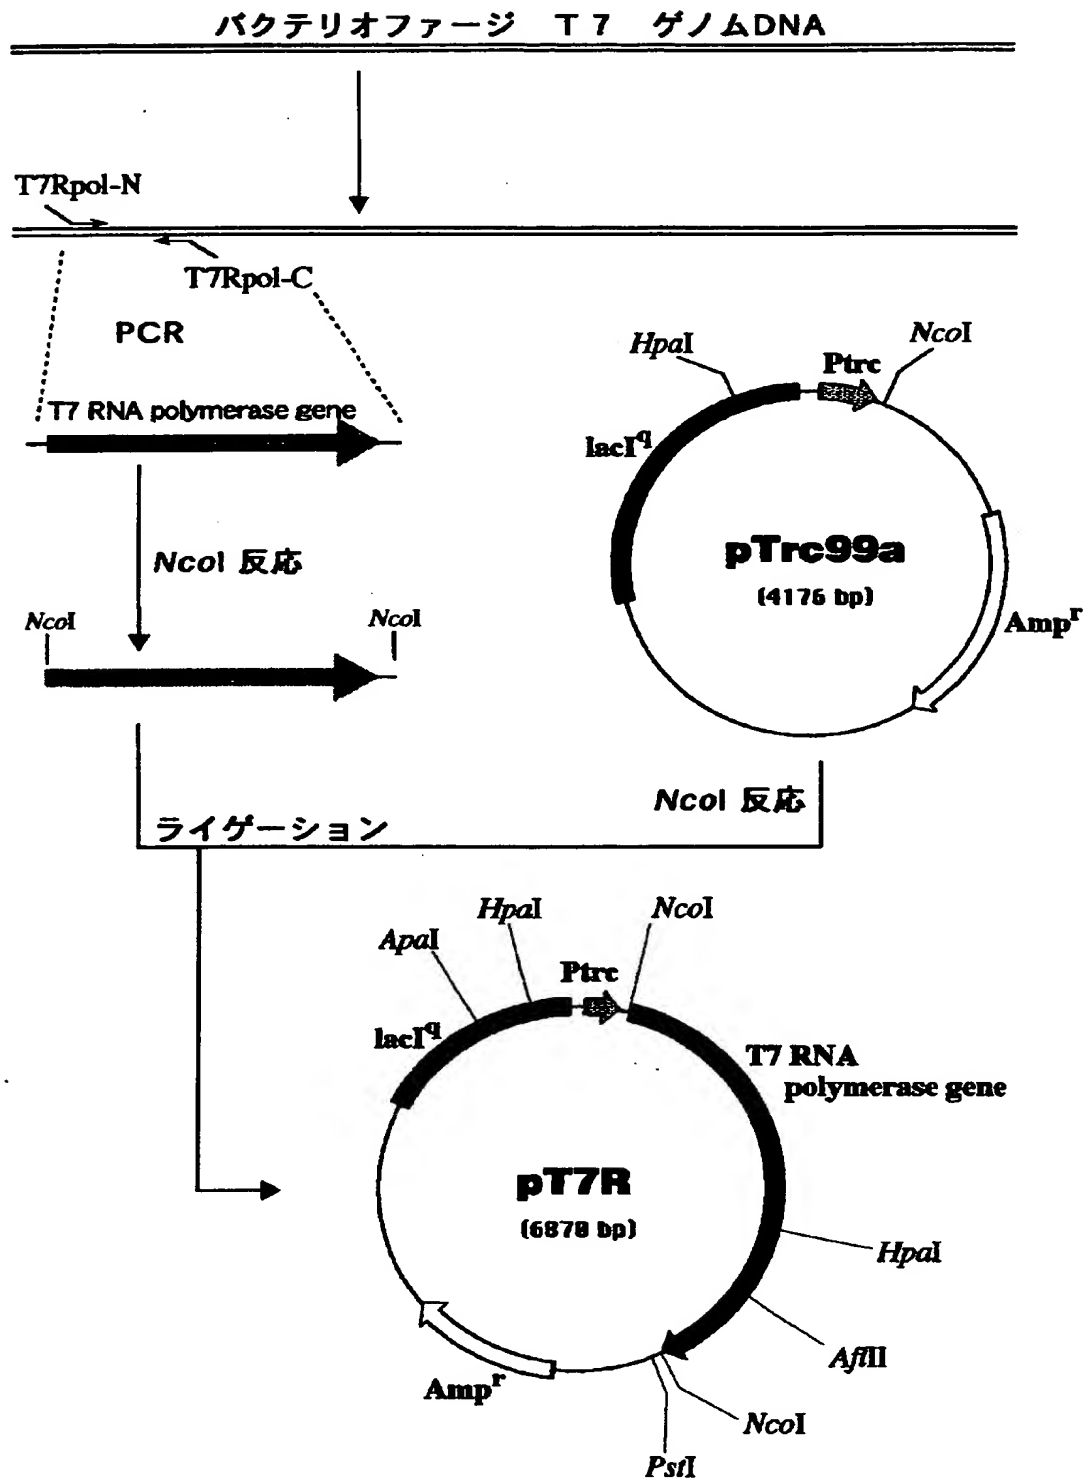 バクテリオファージ　T 7　ゲノムDNA
T7Rpol-N
T7Rpol-C
PCR
T7 RNA polymerase gene
NcoI 反応
NcoI
NcoI
HpaI
Ptrc
NcoI
lacIq
pTrc99a
(4176 bp)
Ampr
NcoI 反応
ライゲーション
HpaI
NcoI
ApaI
Ptrc
lacIq
T7 RNA
polymerase gene
pT7R
(6870 bp)
HpaI
AflII
Ampr
NcoI
PstI